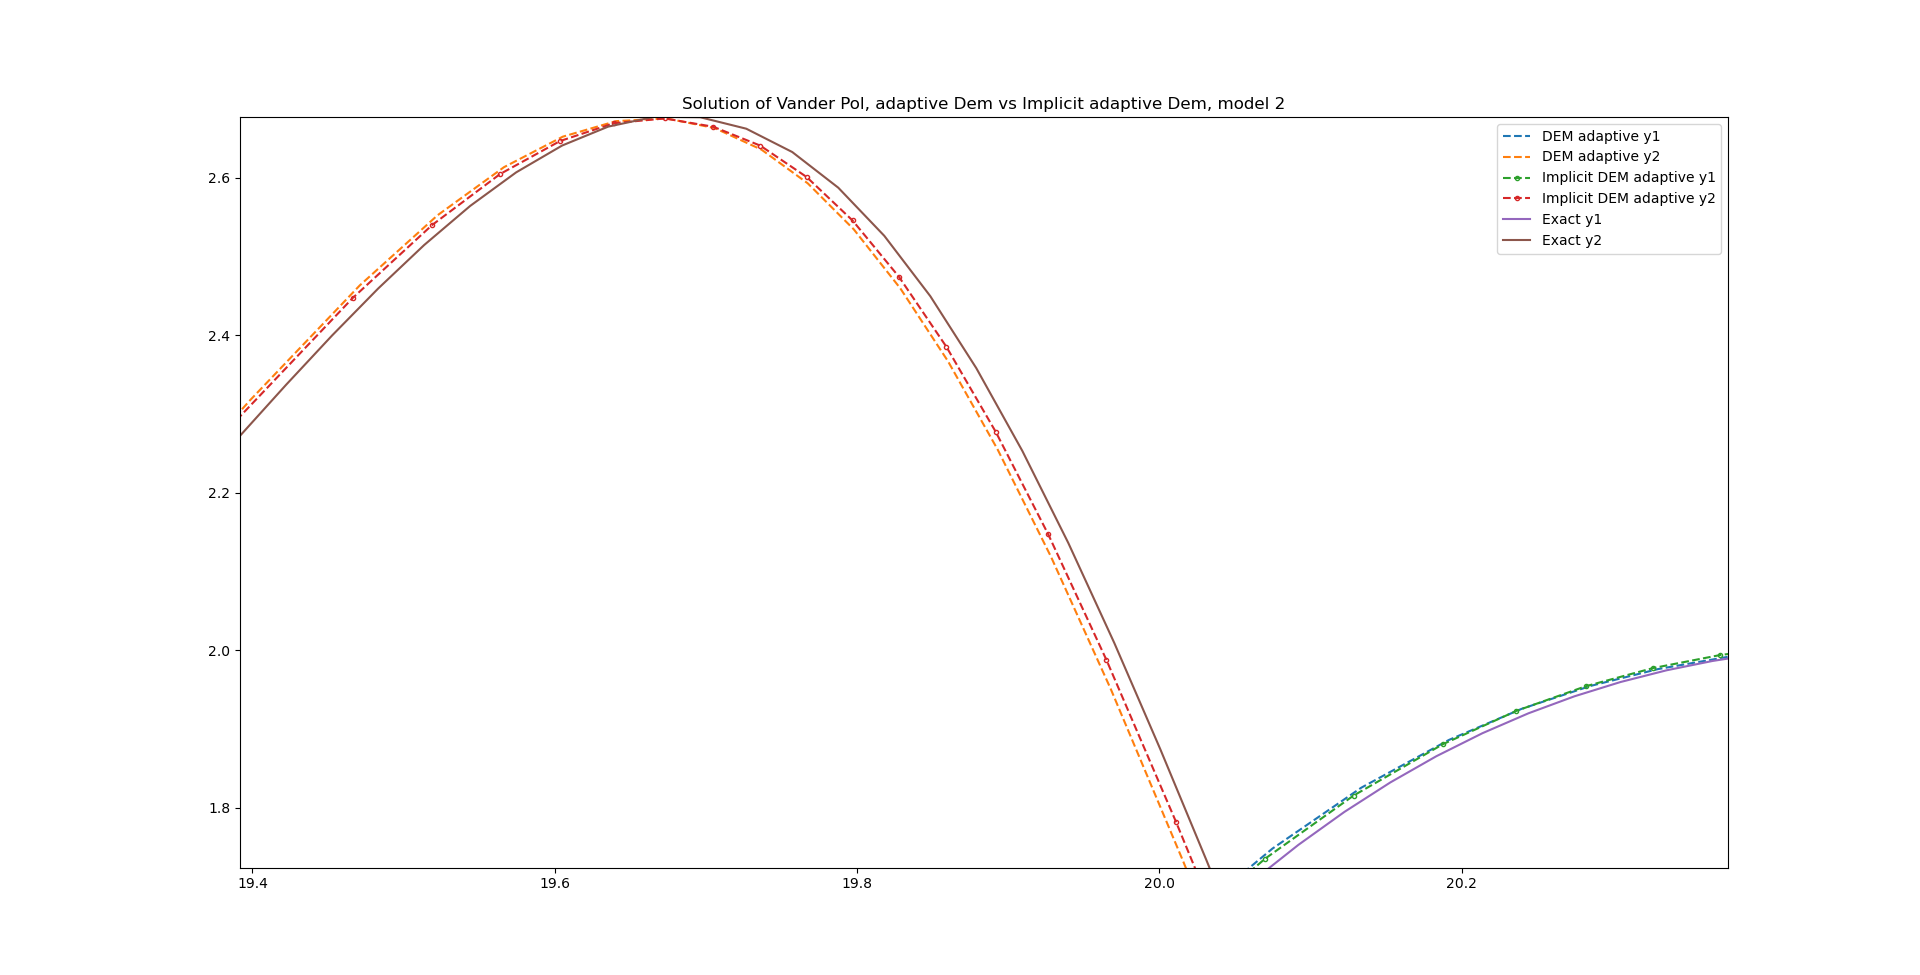 Solution of Vander Pol, adaptive Dem vs Implicit adaptive Dem, model 2
DEM adaptive y1
DEM adaptive y2
Implicit DEM adaptive y1
Implicit DEM adaptive y2
Exact y1
Exact y2
2.6
2.4
2.2
2.0
1.8
19.4 19.6 19.8 20.0 20.2